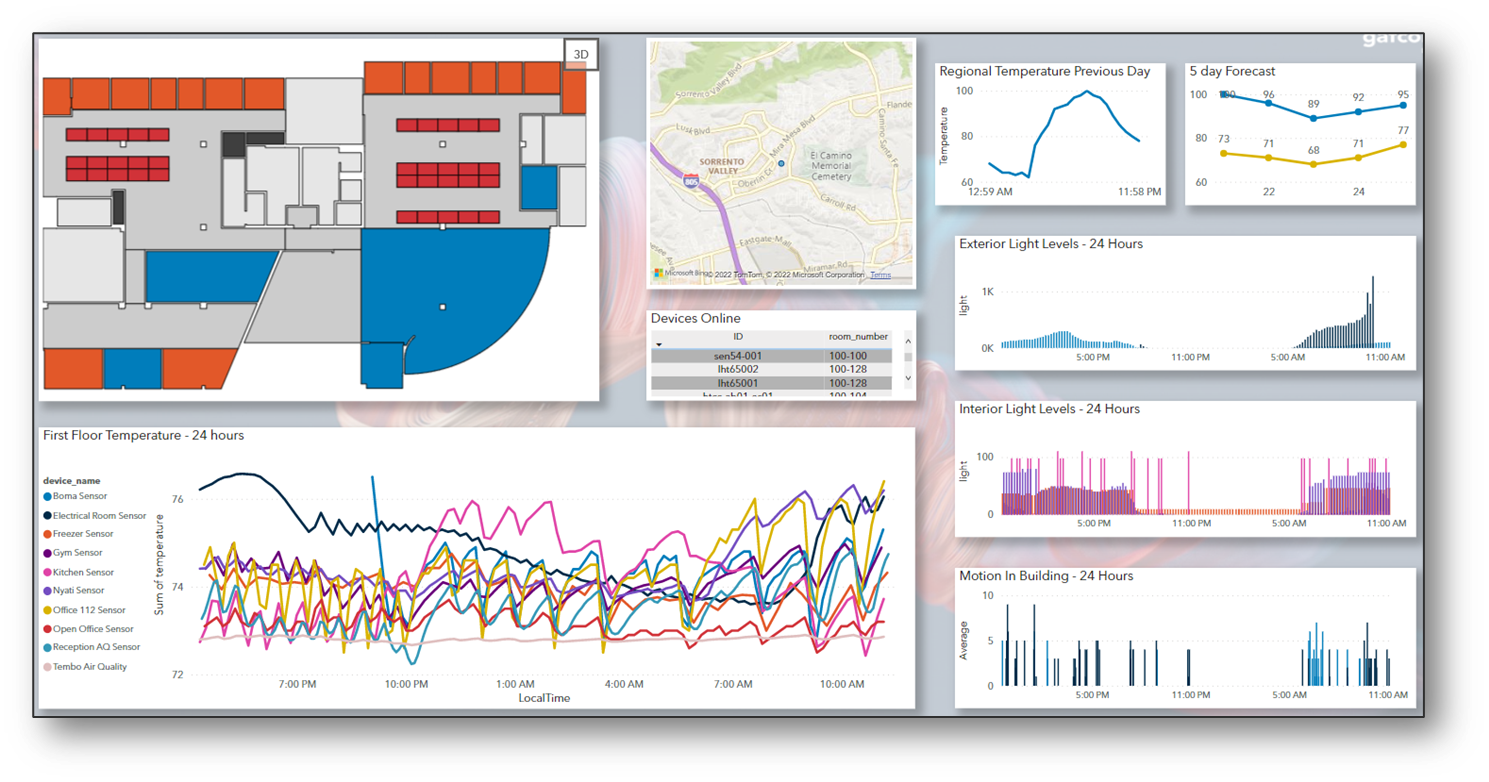 3D
Sorrento Valley Blvd
Flande
Lusk Blvd
Mira Mesa Blvd
Camino Santa Fe
SORRENTO
VALLEY
El Camino
Memorial
Cemetery
Oberlin Dr
805
Carroll Rd
Eastgate-Mall
Miramar Rd
Microsoft Bing © 2022 TomTom, © 2022 Microsoft Corporation Terms
Devices Online
ID room_number
sen54-001 100-100
lht65002 100-128
lht65001 100-128
gafco
Regional Temperature Previous Day
Temperature
100
80
60
12:59 AM 11:58 PM
5 day Forecast
100
80
60
96 89 92 95
73 71 68 71 77
22 24
Exterior Light Levels - 24 Hours
light
1K
0K
5:00 PM 11:00 PM 5:00 AM 11:00 AM
First Floor Temperature - 24 hours
device_name
Boma Sensor
Electrical Room Sensor
Freezer Sensor
Gym Sensor
Kitchen Sensor
Nyati Sensor
Office 112 Sensor
Open Office Sensor
Reception AQ Sensor
Tembo Air Quality
Sum of temperature
76
74
72
7:00 PM 10:00 PM 1:00 AM 4:00 AM 7:00 AM 10:00 AM
LocalTime
Interior Light Levels - 24 Hours
light
100
0
5:00 PM 11:00 PM 5:00 AM 11:00 AM
Motion In Building - 24 Hours
Average
10
5
0
5:00 PM 11:00 PM 5:00 AM 11:00 AM